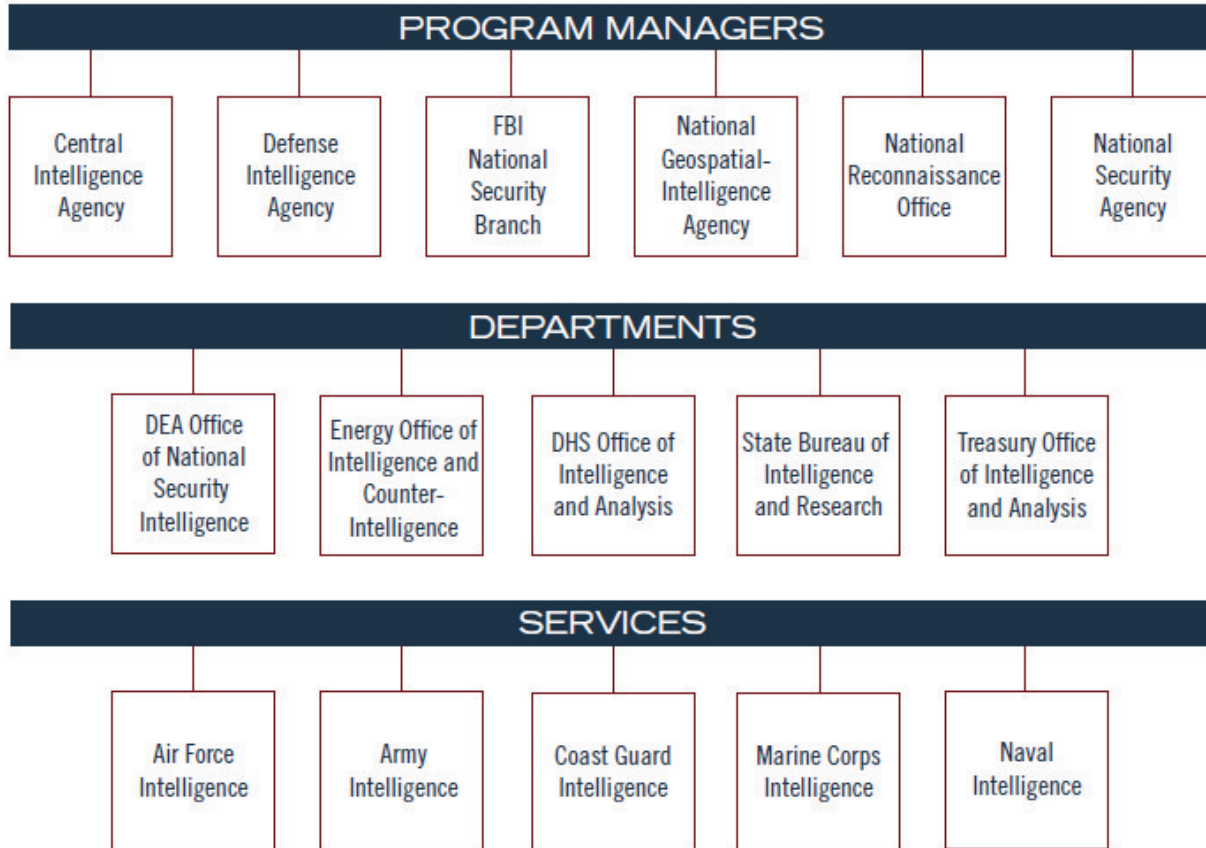 PROGRAM MANAGERS
Central
Intelligence
Agency
Defense
Intelligence
Agency
FBI
National
Security
Branch
National
Geospatial-
Intelligence
Agency
National
Reconnaissance
Office
National
Security
Agency
DEPARTMENTS
DEA Office
of National
Security
Intelligence
Energy Office of
Intelligence and
Counter-
Intelligence
DHS Office of
Intelligence
and Analysis
State Bureau of
Intelligence
and Research
Treasury Office
of Intelligence
and Analysis
SERVICES
Air Force
Intelligence
Army
Intelligence
Coast Guard
Intelligence
Marine Corps
Intelligence
Naval
Intelligence